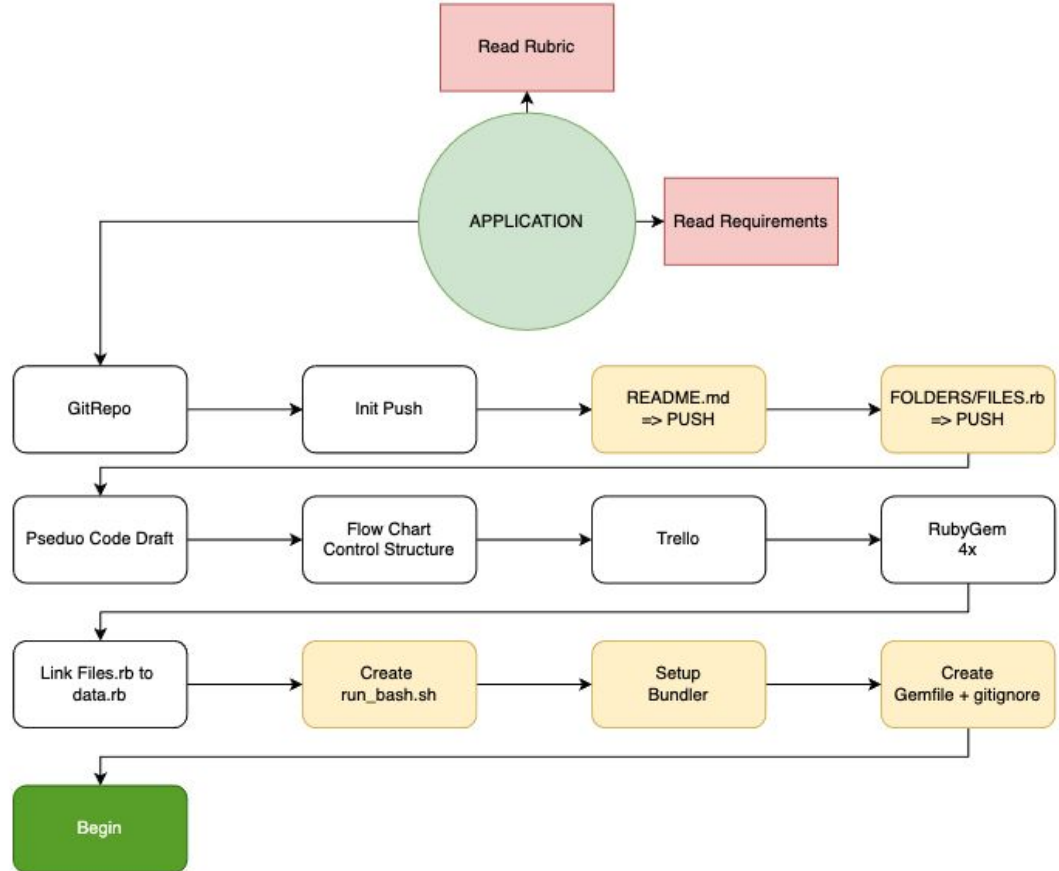 Read Rubric
APPLICATION
Read Requirements
GitRepo
Init Push
README.md
=> PUSH
FOLDERS/FILES.rb
=> PUSH
Pseduo Code Draft
Flow Chart
Control Structure
Trello
RubyGem
4x
Link Files.rb to
data.rb
Create
run_bash.sh
Setup
Bundler
Create
Gemfile + gitignore
Begin